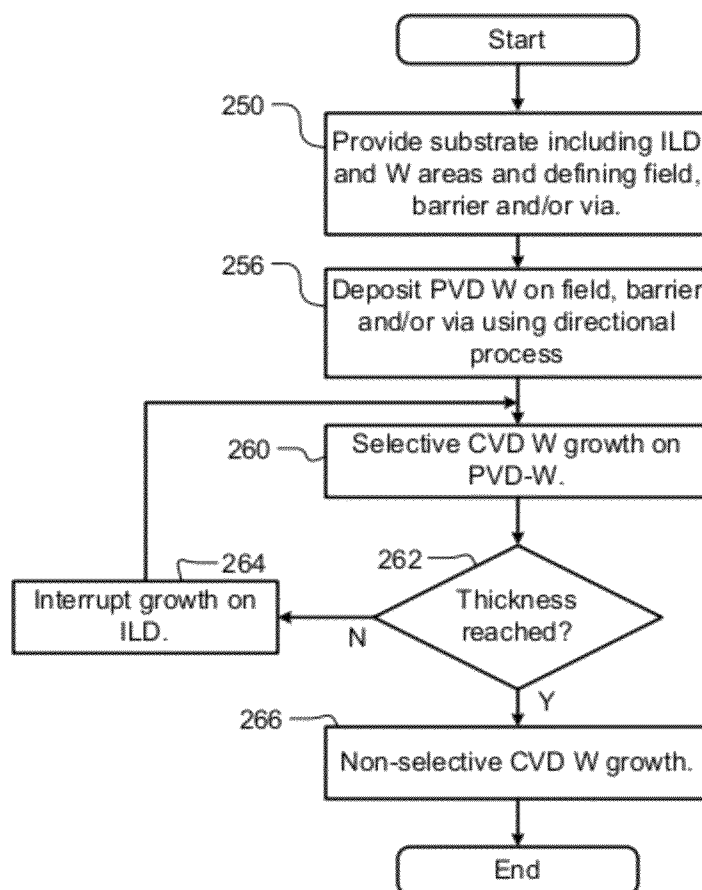 Start
250
Provide substrate including ILD
and W areas and defining field,
barrier and/or via.
256
Deposit PVD W on field, barrier
and/or via using directional
process
260
Selective CVD W growth on
PVD-W.
262
Thickness
reached?
264
Interrupt growth on
ILD.
N
Y
266
Non-selective CVD W growth.
End